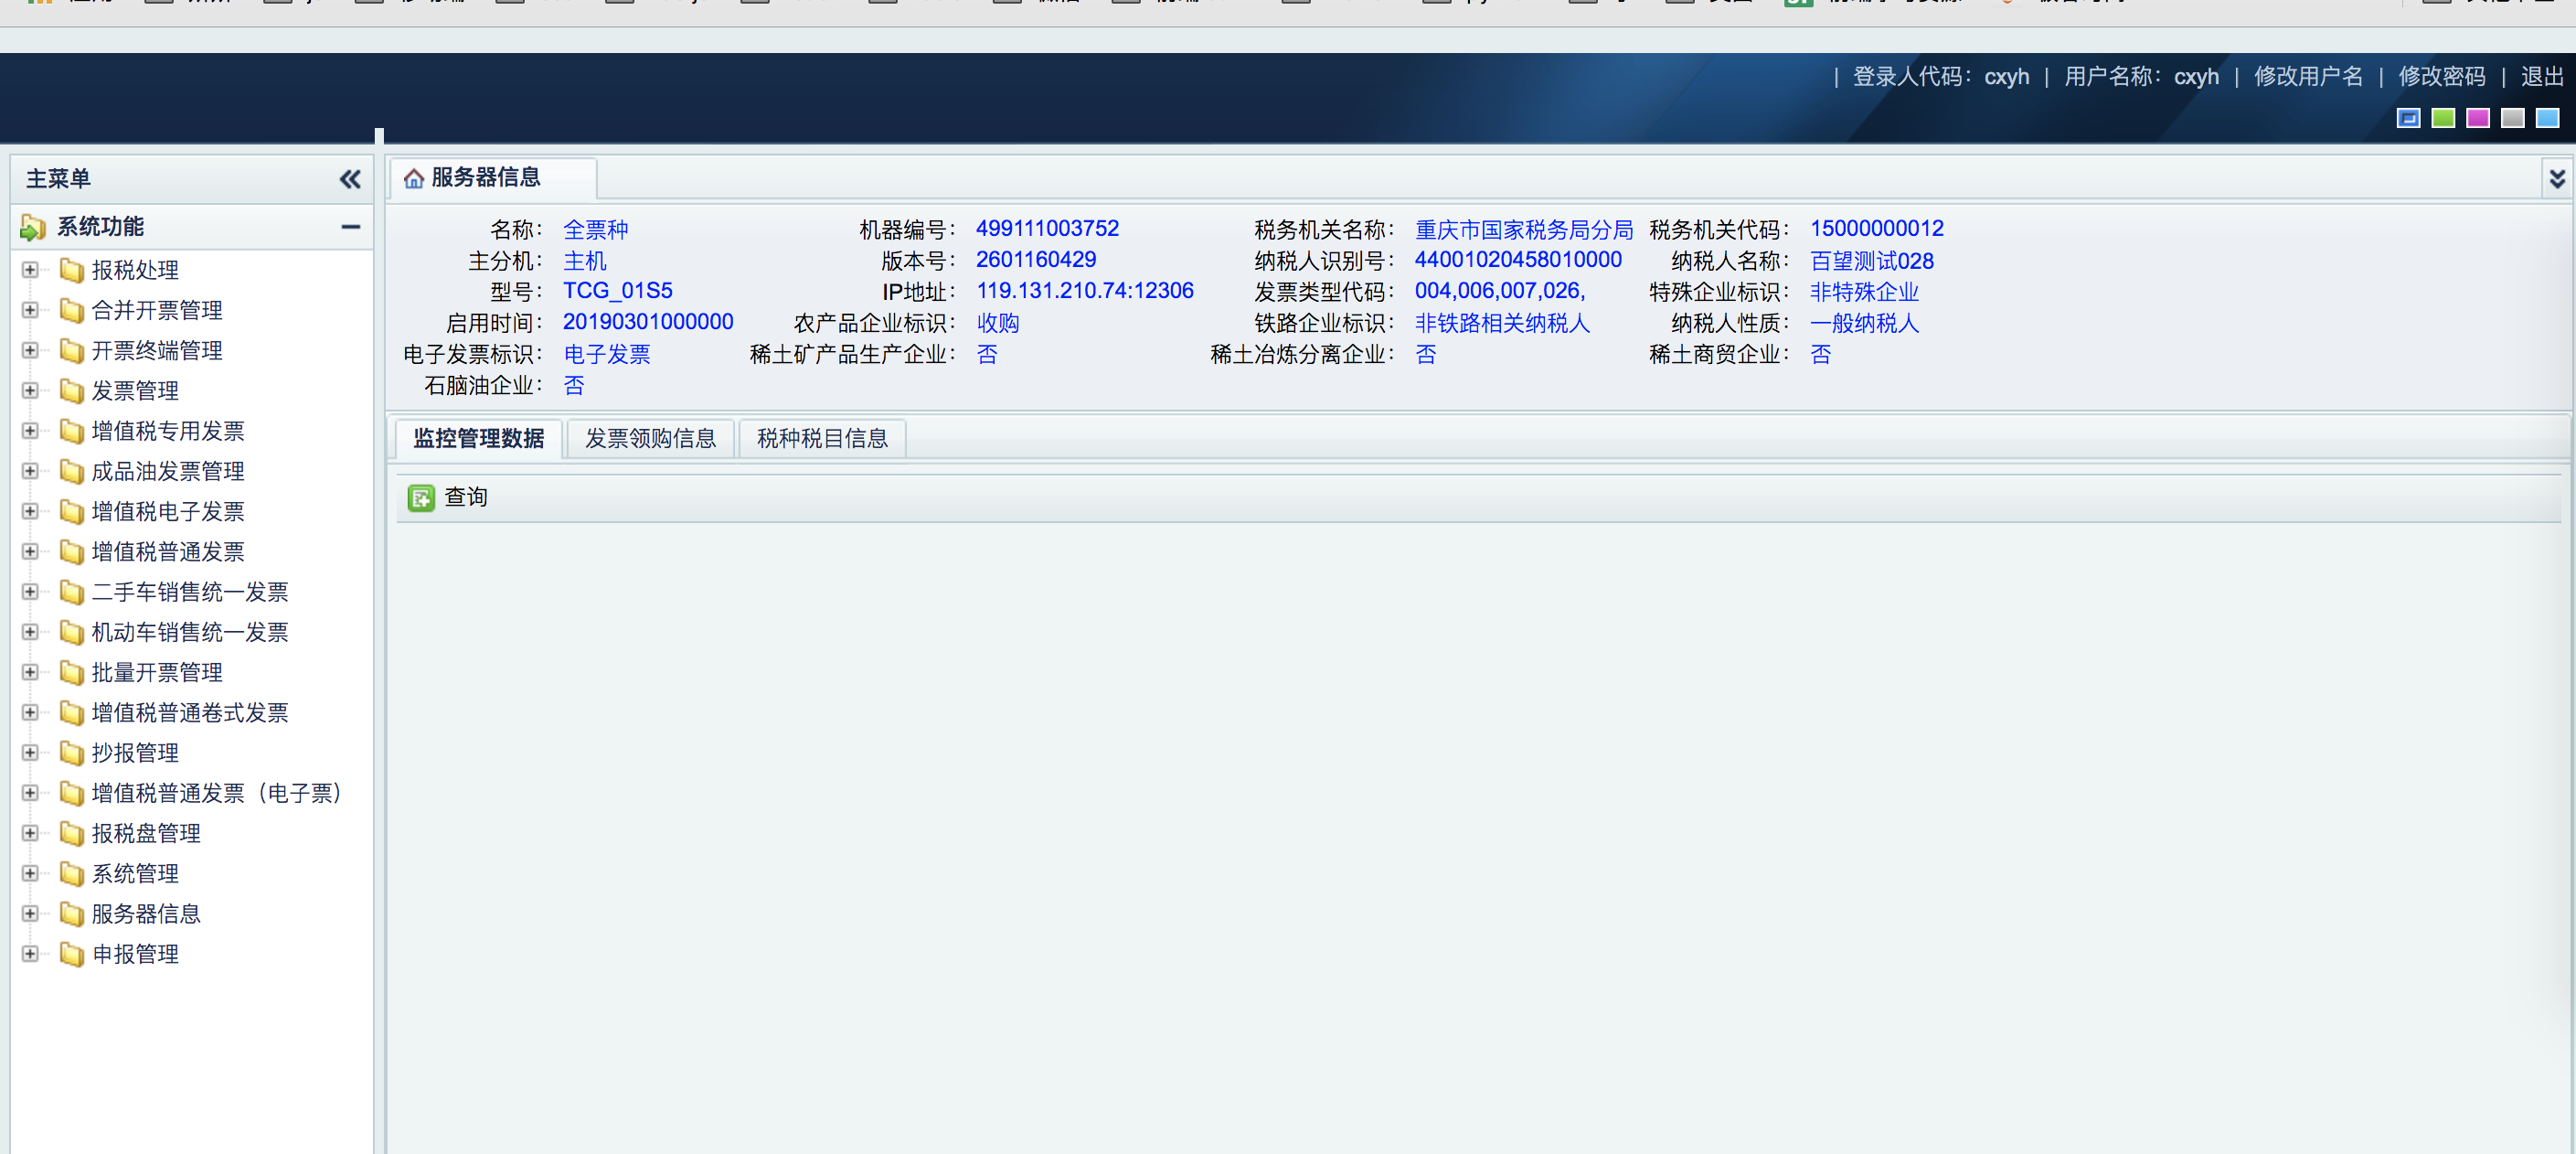 | 登录人代码：cxyh | 用户名称：cxyh | 修改用户名 | 修改密码 | 退出
主菜单
系统功能
报税处理
合并开票管理
开票终端管理
发票管理
增值税专用发票
成品油发票管理
增值税电子发票
增值税普通发票
二手车销售统一发票
机动车销售统一发票
批量开票管理
增值税普通卷式发票
抄报管理
增值税普通发票（电子票）
报税盘管理
系统管理
服务器信息
申报管理
服务器信息
名称： 全票种 机器编号： 499111003752 税务机关名称： 重庆市国家税务局分局 税务机关代码： 15000000012
主分机： 主机 版本号： 2601160429 纳税人识别号： 44001020458010000 纳税人名称： 百望测试028
型号： TCG_01S5 IP地址： 119.131.210.74:12306 发票类型代码： 004,006,007,026, 特殊企业标识： 非特殊企业
启用时间： 20190301000000 农产品企业标识： 收购 铁路企业标识： 非铁路相关纳税人 纳税人性质： 一般纳税人
电子发票标识： 电子发票 稀土矿产品生产企业： 否 稀土冶炼分离企业： 否 稀土商贸企业： 否
石脑油企业： 否
监控管理数据 发票领购信息 税种税目信息
查询